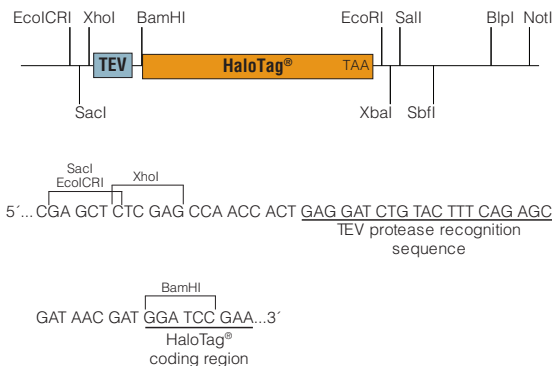 EcoICRI XhoI BamHI EcoRI SalI BlpI NotI
TEV HaloTag® TAA
SacI XbaI SbfI
SacI
EcoICRI XhoI
5´... CGA GCT CTC GAG CCA ACC ACT GAG GAT CTG TAC TTT CAG AGC
TEV protease recognition
sequence
BamHI
GAT AAC GAT GGA TCC GAA...3´
HaloTag®
coding region